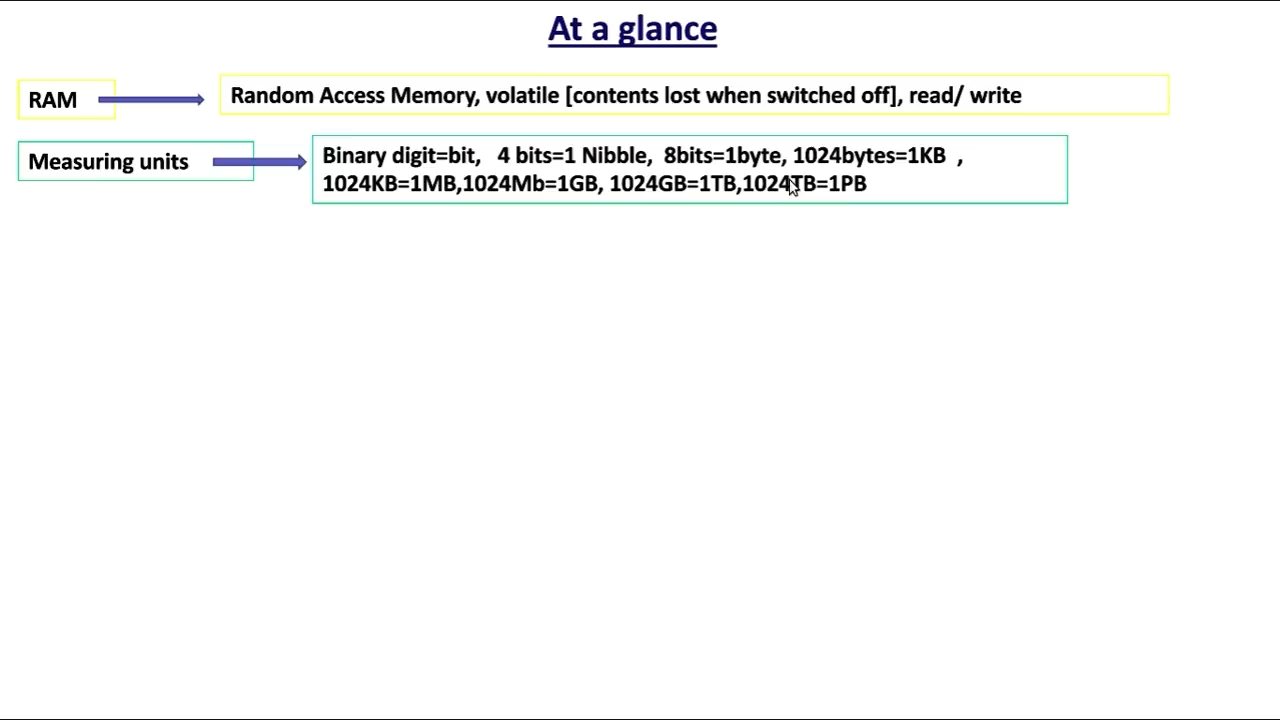 At a glance
RAM
Random Access Memory, volatile [contents lost when switched off], read/ write
Measuring units
Binary digit=bit,   4 bits=1 Nibble,  8bits=1byte, 1024bytes=1KB  ,
1024KB=1MB,1024Mb=1GB, 1024GB=1TB,1024TB=1PB